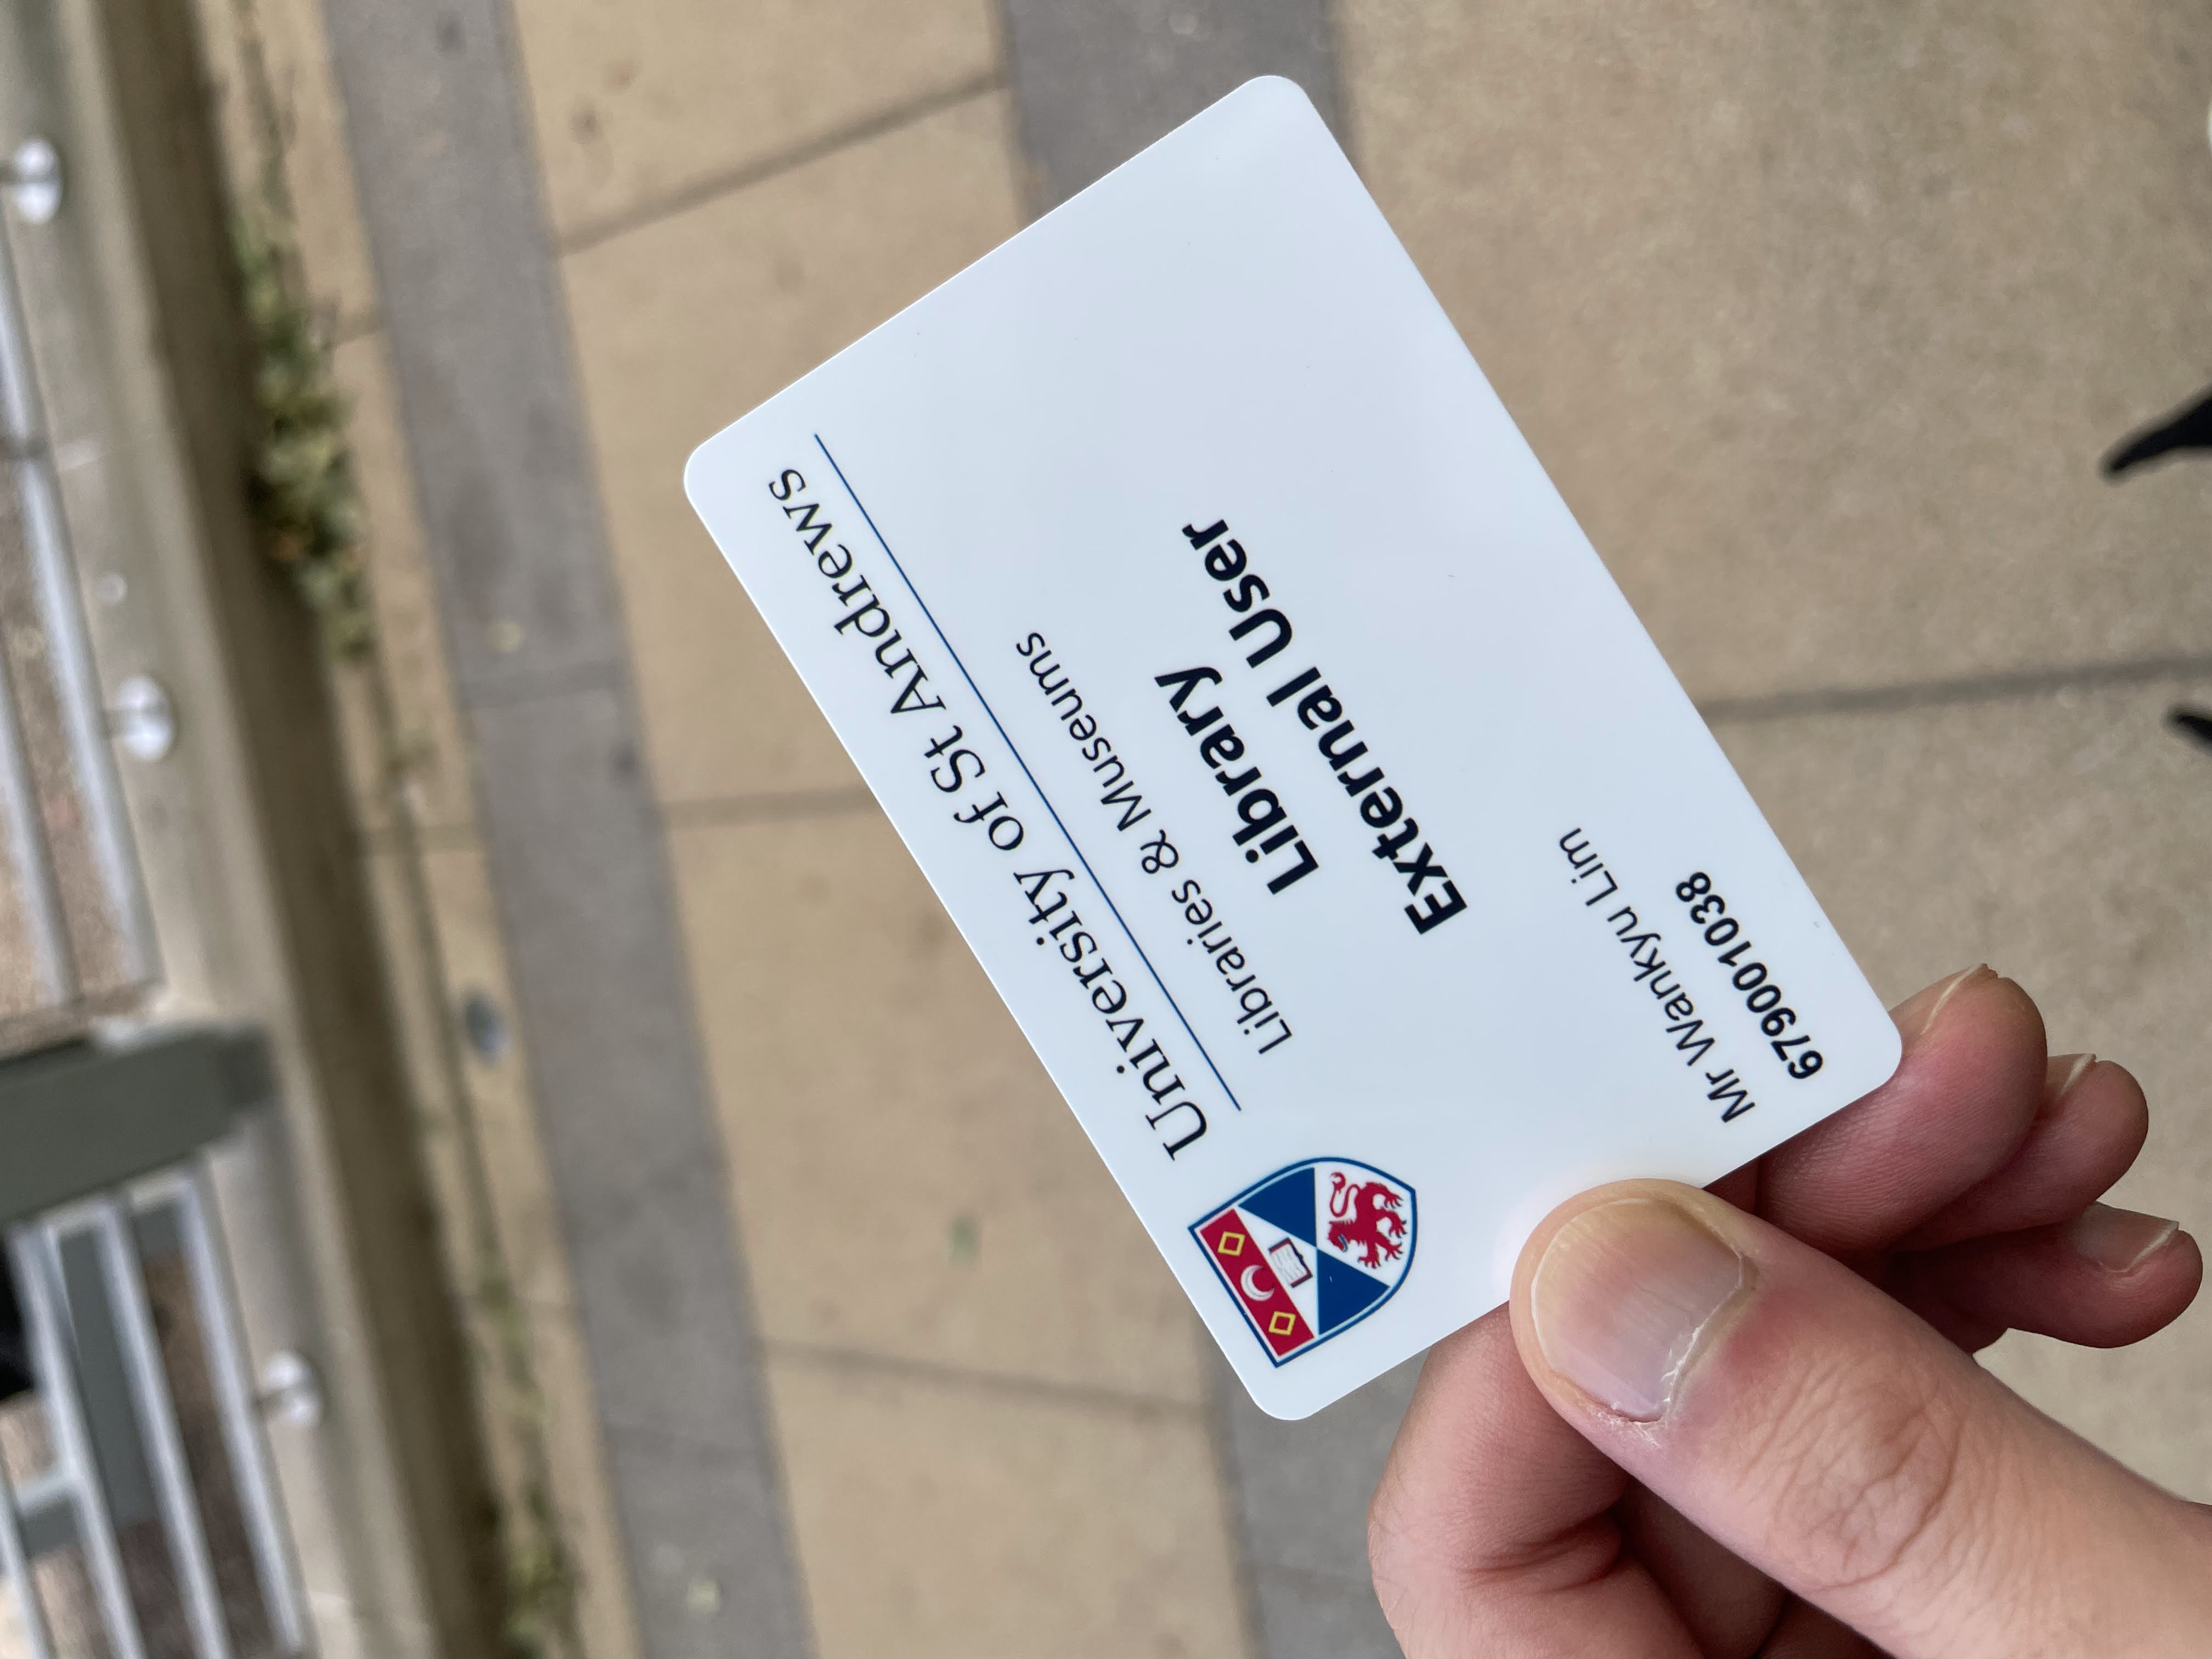 University of St Andrews
Libraries & Museums
Library
External User
Mr Wankyu Lim
679001038